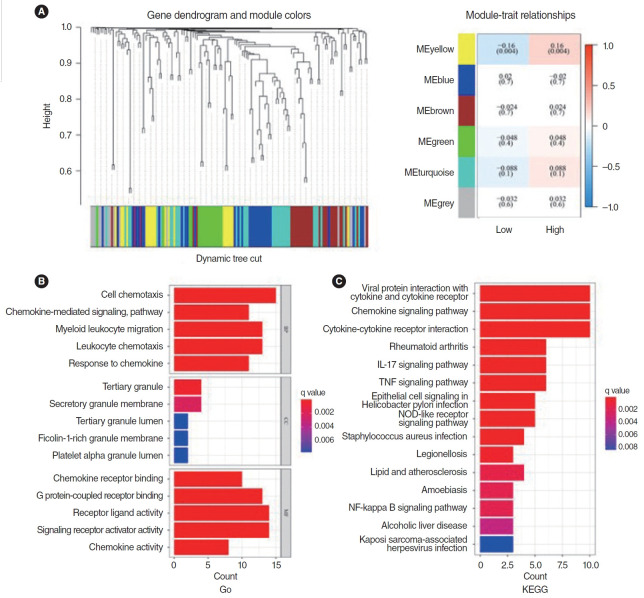 A
Gene dendrogram and module colors
Height
1.0
0.9
0.8
0.7
0.6
Dynamic tree cut
Module-trait relationships
MEyellow
−0.16 0.16
(0.004) (0.004)
MEblue
0.02 −0.02
(0.7) (0.7)
MEbrown
−0.024 0.024
(0.7) (0.7)
MEgreen
−0.048 0.048
(0.4) (0.4)
MEturquoise
−0.088 0.088
(0.1) (0.1)
MEgrey
−0.032 0.032
(0.6) (0.6)
Low High
1.0
0.5
0
−0.5
−1.0
B
Cell chemotaxis
Chemokine-mediated signaling, pathway
Myeloid leukocyte migration
Leukocyte chemotaxis
Response to chemokine
BP
Tertiary granule
Secretory granule membrane
Tertiary granule lumen
Ficolin-1-rich granule membrane
Platelet alpha granule lumen
CC
Chemokine receptor binding
G protein-coupled receptor binding
Receptor ligand activity
Signaling receptor activator activity
Chemokine activity
MF
0 5 10 15
Count
Go
q value
0.002
0.004
0.006
C
Viral protein interaction with
cytokine and cytokine receptor
Chemokine signaling pathway
Cytokine-cytokine receptor interaction
Rheumatoid arthritis
IL-17 signaling pathway
TNF signaling pathway
Epithelial cell signaling in
Helicobacter pylori infection
NOD-like receptor
signaling pathway
Staphylococcus aureus infection
Legionellosis
Lipid and atherosclerosis
Amoebiasis
NF-kappa B signaling pathway
Alcoholic liver disease
Kaposi sarcoma-associated
herpesvirus infection
0 2.5 5.0 7.5 10.0
Count
KEGG
q value
0.002
0.004
0.006
0.008